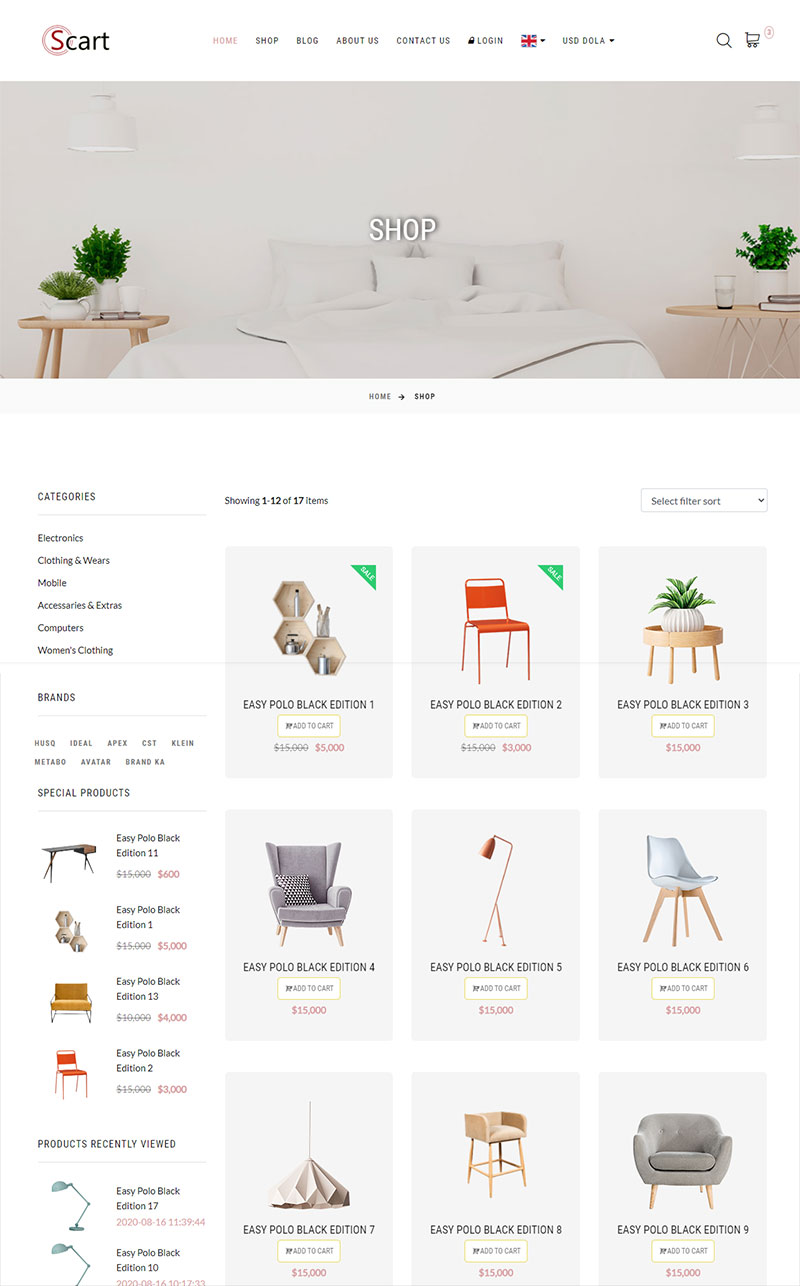 Scart
HOME SHOP BLOG ABOUT US CONTACT US LOGIN USD DOLA
3
SHOP
HOME → SHOP
CATEGORIES
Electronics
Clothing & Wears
Mobile
Accessaries & Extras
Computers
Women's Clothing
BRANDS
HUSQ IDEAL APEX CST KLEIN
METABO AVATAR BRAND KA
SPECIAL PRODUCTS
Easy Polo Black
Edition 11
$15,000 $600
Easy Polo Black
Edition 1
$15,000 $5,000
Easy Polo Black
Edition 13
$10,000 $4,000
Easy Polo Black
Edition 2
$15,000 $3,000
PRODUCTS RECENTLY VIEWED
Easy Polo Black
Edition 17
2020-08-16 11:39:44
Easy Polo Black
Edition 10
2020-08-16 10:17:33
Showing 1-12 of 17 items
Select filter sort
SALE
EASY POLO BLACK EDITION 1
ADD TO CART
$15,000 $5,000
SALE
EASY POLO BLACK EDITION 2
ADD TO CART
$15,000 $3,000
EASY POLO BLACK EDITION 3
ADD TO CART
$15,000
EASY POLO BLACK EDITION 4
ADD TO CART
$15,000
EASY POLO BLACK EDITION 5
ADD TO CART
$15,000
EASY POLO BLACK EDITION 6
ADD TO CART
$15,000
EASY POLO BLACK EDITION 7
ADD TO CART
$15,000
EASY POLO BLACK EDITION 8
ADD TO CART
$15,000
EASY POLO BLACK EDITION 9
ADD TO CART
$15,000